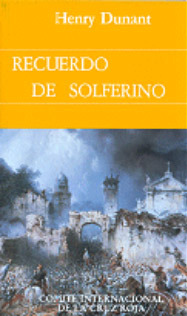 Henry Dunant
RECUERDO
DE SOLFERINO
COMITE INTERNACIONAL
DE LA CRUZ ROJA